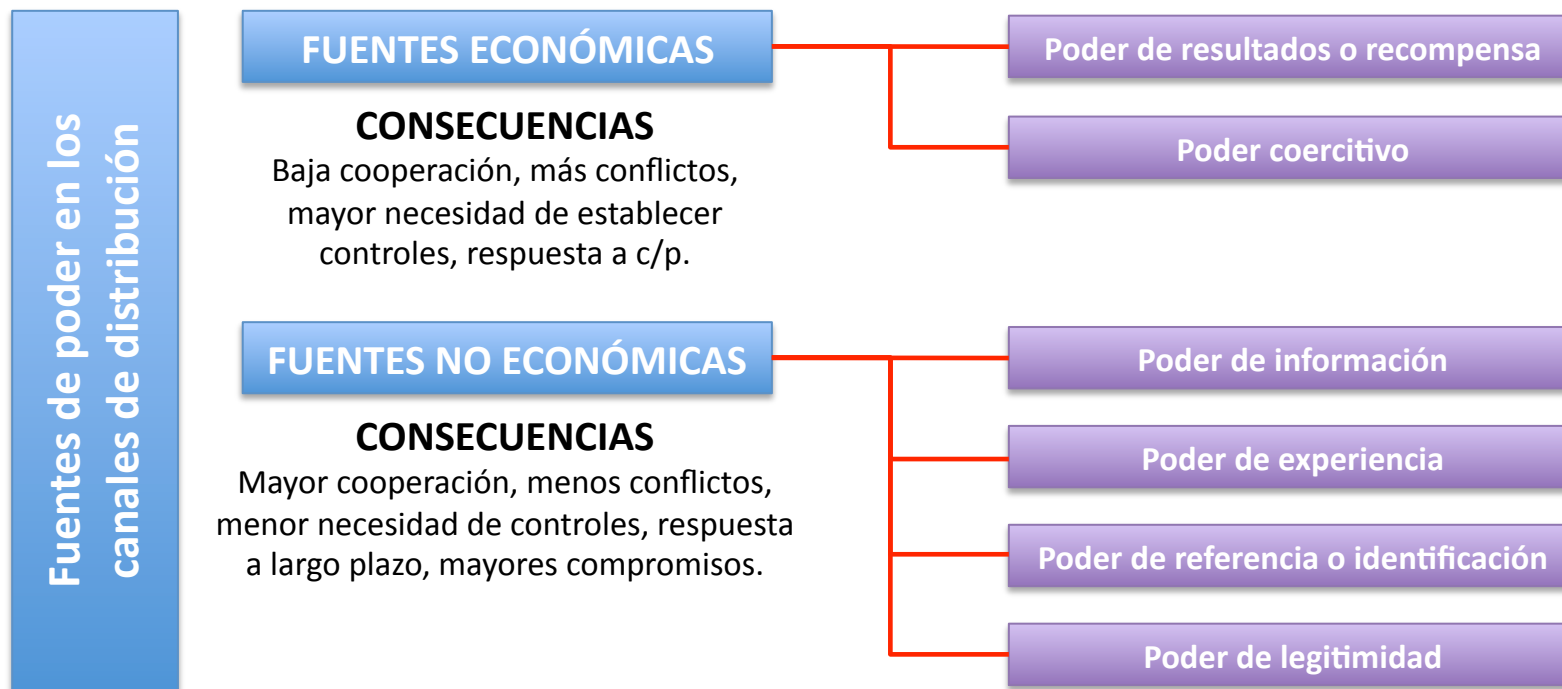 Fuentes de poder en los
canales de distribución
FUENTES ECONÓMICAS
CONSECUENCIAS
Baja cooperación, más conflictos,
mayor necesidad de establecer
controles, respuesta a c/p.
Poder de resultados o recompensa
Poder coercitivo
FUENTES NO ECONÓMICAS
CONSECUENCIAS
Mayor cooperación, menos conflictos,
menor necesidad de controles, respuesta
a largo plazo, mayores compromisos.
Poder de información
Poder de experiencia
Poder de referencia o identificación
Poder de legitimidad